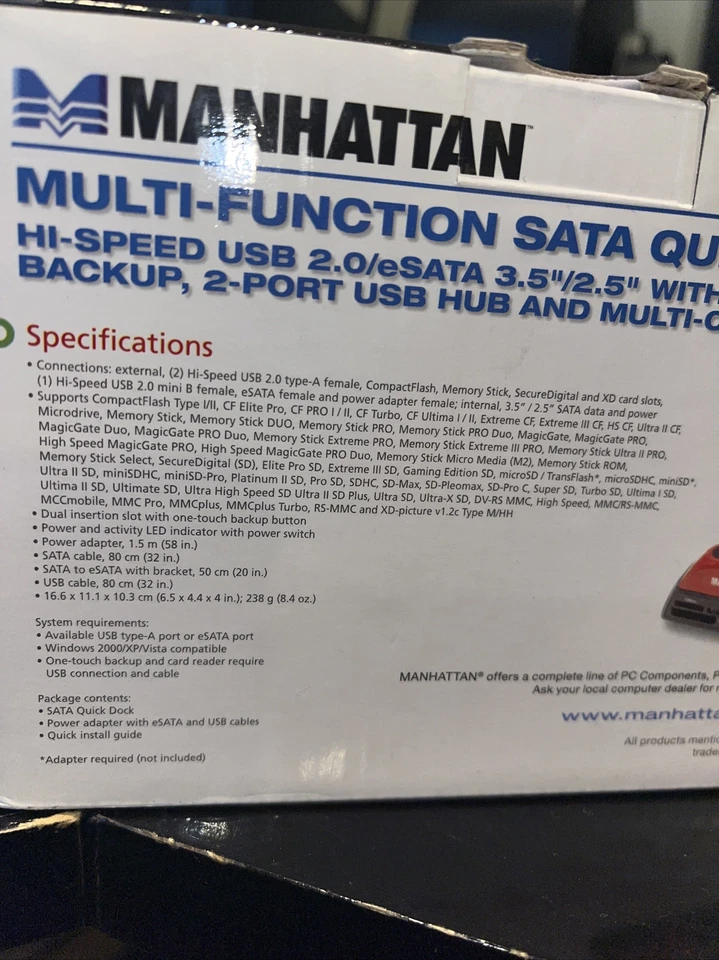 MANHATTAN™
MULTI-FUNCTION SATA QU
HI-SPEED USB 2.0/eSATA 3.5"/2.5" WITH
BACKUP, 2-PORT USB HUB AND MULTI-C
Specifications
• Connections: external, (2) Hi-Speed USB 2.0 type-A female, CompactFlash, Memory Stick, SecureDigital and XD card slots,
(1) Hi-Speed USB 2.0 mini B female, eSATA female and power adapter female; internal, 3.5" / 2.5" SATA data and power
• Supports CompactFlash Type I/II, CF Elite Pro, CF PRO I / II, CF Turbo, CF Ultima I / II, Extreme CF, Extreme III CF, HS CF, Ultra II CF,
Microdrive, Memory Stick, Memory Stick DUO, Memory Stick PRO, Memory Stick PRO Duo, MagicGate, MagicGate PRO,
MagicGate Duo, MagicGate PRO Duo, Memory Stick Extreme PRO, Memory Stick Extreme III PRO, Memory Stick Ultra II PRO,
High Speed MagicGate PRO, High Speed MagicGate PRO Duo, Memory Stick Micro Media (M2), Memory Stick ROM,
Memory Stick Select, SecureDigital (SD), Elite Pro SD, Extreme III SD, Gaming Edition SD, microSD / TransFlash*, microSDHC, miniSD*,
Ultra II SD, miniSDHC, miniSD-Pro, Platinum II SD, Pro SD, SDHC, SD-Max, SD-Pleomax, SD-Pro C, Super SD, Turbo SD, Ultima I SD,
Ultima II SD, Ultimate SD, Ultra High Speed SD Ultra II SD Plus, Ultra SD, Ultra-X SD, DV-RS MMC, High Speed, MMC/RS-MMC,
MCCmobile, MMC Pro, MMCplus, MMCplus Turbo, RS-MMC and XD-picture v1.2c Type M/HH
• Dual insertion slot with one-touch backup button
• Power and activity LED indicator with power switch
• Power adapter, 1.5 m (58 in.)
• SATA cable, 80 cm (32 in.)
• SATA to eSATA with bracket, 50 cm (20 in.)
• USB cable, 80 cm (32 in.)
• 16.6 x 11.1 x 10.3 cm (6.5 x 4.4 x 4 in.); 238 g (8.4 oz.)
System requirements:
• Available USB type-A port or eSATA port
• Windows 2000/XP/Vista compatible
• One-touch backup and card reader require
USB connection and cable
MANHATTAN® offers a complete line of PC Components, P
Ask your local computer dealer for
www.manhatta
All products mentio
trade
Package contents:
• SATA Quick Dock
• Power adapter with eSATA and USB cables
• Quick install guide
*Adapter required (not included)